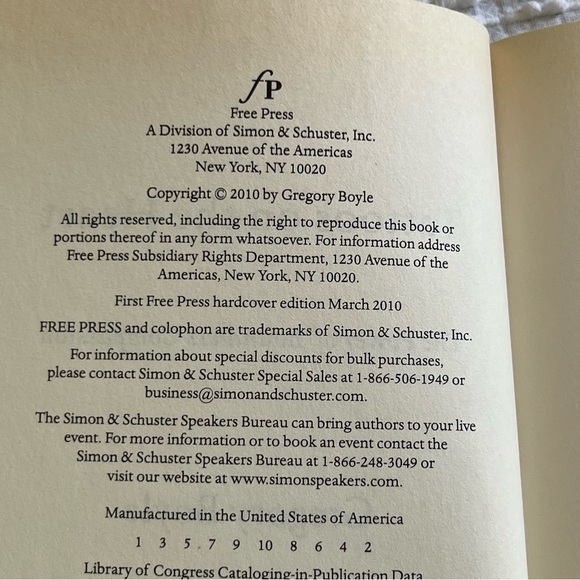 fP
Free Press
A Division of Simon & Schuster, Inc.
1230 Avenue of the Americas
New York, NY 10020
Copyright © 2010 by Gregory Boyle
All rights reserved, including the right to reproduce this book or
portions thereof in any form whatsoever. For information address
Free Press Subsidiary Rights Department, 1230 Avenue of the
Americas, New York, NY 10020.
First Free Press hardcover edition March 2010
FREE PRESS and colophon are trademarks of Simon & Schuster, Inc.
For information about special discounts for bulk purchases,
please contact Simon & Schuster Special Sales at 1-866-506-1949 or
business@simonandschuster.com.
The Simon & Schuster Speakers Bureau can bring authors to your live
event. For more information or to book an event contact the
Simon & Schuster Speakers Bureau at 1-866-248-3049 or
visit our website at www.simonspeakers.com.
Manufactured in the United States of America
1 3 5 7 9 10 8 6 4 2
Library of Congress Cataloging-in-Publication Data